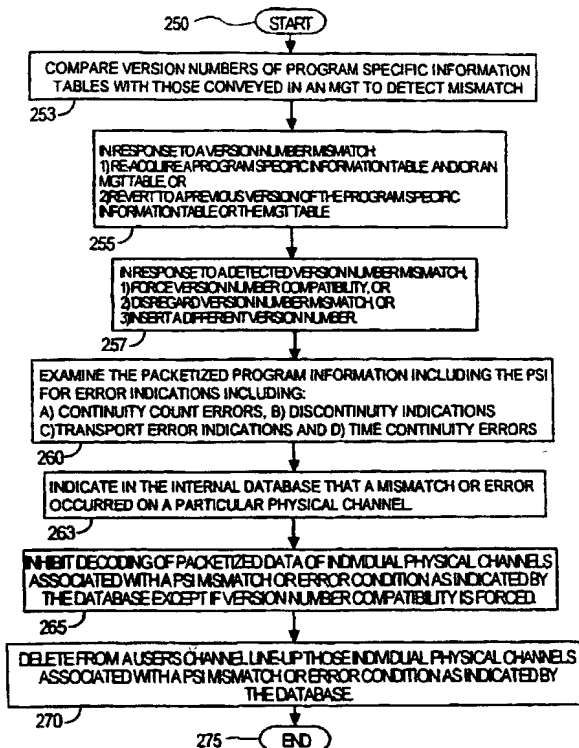 250
START
COMPARE VERSION NUMBERS OF PROGRAM SPECIFIC INFORMATION
TABLES WITH THOSE CONVEYED IN AN MGT TO DETECT MISMATCH
253
IN RESPONSE TO A VERSION NUMBER MISMATCH:
1) RE-ACQUIRE A PROGRAM SPECIFIC INFORMATION TABLE AND/OR AN
MGT TABLE, OR
2) REVERT TO A PREVIOUS VERSION OF THE PROGRAM SPECIFIC
INFORMATION TABLE OR THE MGT TABLE
255
IN RESPONSE TO A DETECTED VERSION NUMBER MISMATCH,
1) FORCE VERSION NUMBER COMPATIBILITY, OR
2) DISREGARD VERSION NUMBER MISMATCH, OR
3) INSERT A DIFFERENT VERSION NUMBER.
257
EXAMINE THE PACKETIZED PROGRAM INFORMATION INCLUDING THE PSI
FOR ERROR INDICATIONS INCLUDING:
A) CONTINUITY COUNT ERRORS, B) DISCONTINUITY INDICATIONS
C)TRANSPORT ERROR INDICATIONS AND D) TIME CONTINUITY ERRORS
260
INDICATE IN THE INTERNAL DATABASE THAT A MISMATCH OR ERROR
OCCURRED ON A PARTICULAR PHYSICAL CHANNEL.
263
INHIBIT DECODING OF PACKETIZED DATA OF INDIVIDUAL PHYSICAL CHANNELS
ASSOCIATED WITH A PSI MISMATCH OR ERROR CONDITION AS INDICATED BY
THE DATABASE EXCEPT IF VERSION NUMBER COMPATIBILITY IS FORCED.
265
DELETE FROM A USERS CHANNEL LINE-UP THOSE INDIVIDUAL PHYSICAL CHANNELS
ASSOCIATED WITH A PSI MISMATCH OR ERROR CONDITION AS INDICATED BY
THE DATABASE.
270
275
END